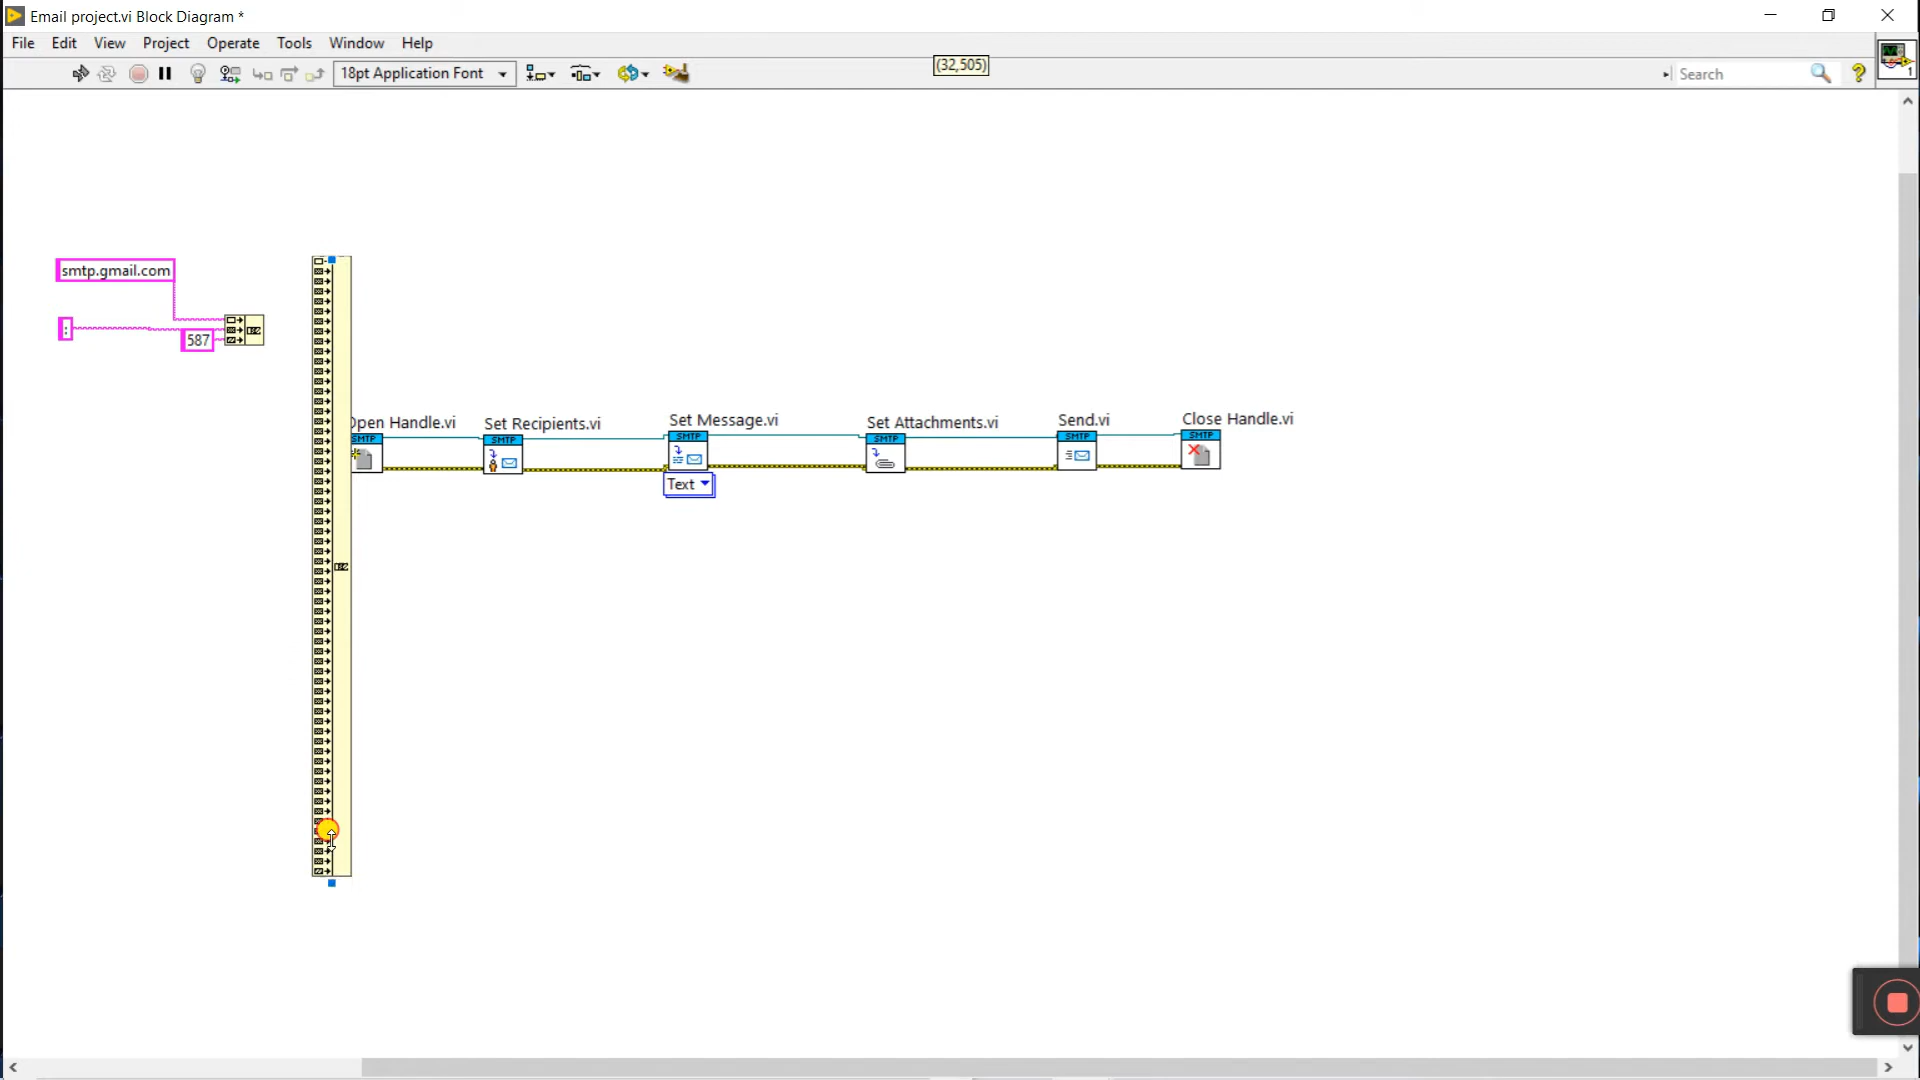 Email project.vi Block Diagram *
File Edit View Project Operate Tools Window Help
18pt Application Font
(32,505)
Search
?
1
smtp.gmail.com
:
587
Open Handle.vi
Set Recipients.vi
Set Message.vi
Set Attachments.vi
Send.vi
Close Handle.vi
SMTP
SMTP
SMTP
SMTP
SMTP
SMTP
Text